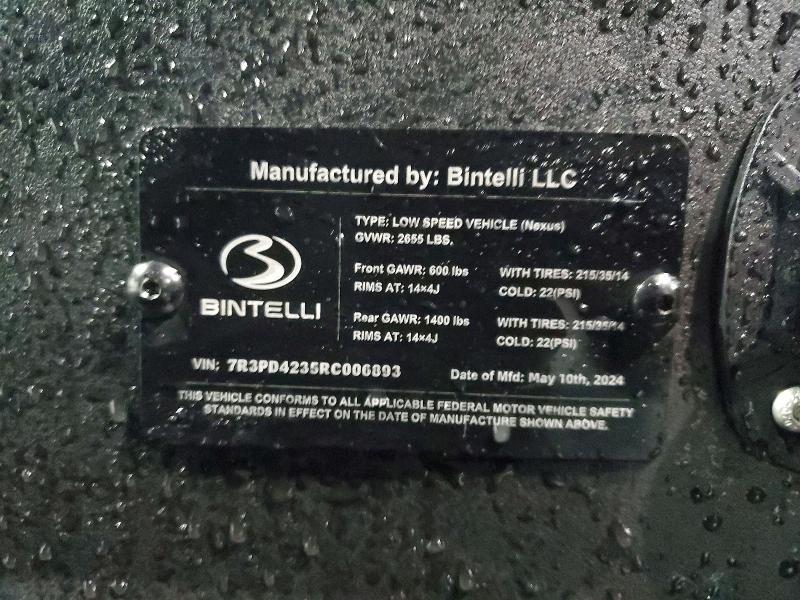 Manufactured by: Bintelli LLC
TYPE: LOW SPEED VEHICLE (Nexus)
GVWR: 2655 LBS.
Front GAWR: 600 lbs WITH TIRES: 215/35/14
RIMS AT: 14×4J COLD: 22(PSI)
BINTELLI
Rear GAWR: 1400 lbs WITH TIRES: 215/35/14
RIMS AT: 14×4J COLD: 22(PSI)
VIN: 7R3PD4235RC006893 Date of Mfd: May 10th, 2024
THIS VEHICLE CONFORMS TO ALL APPLICABLE FEDERAL MOTOR VEHICLE SAFETY
STANDARDS IN EFFECT ON THE DATE OF MANUFACTURE SHOWN ABOVE.